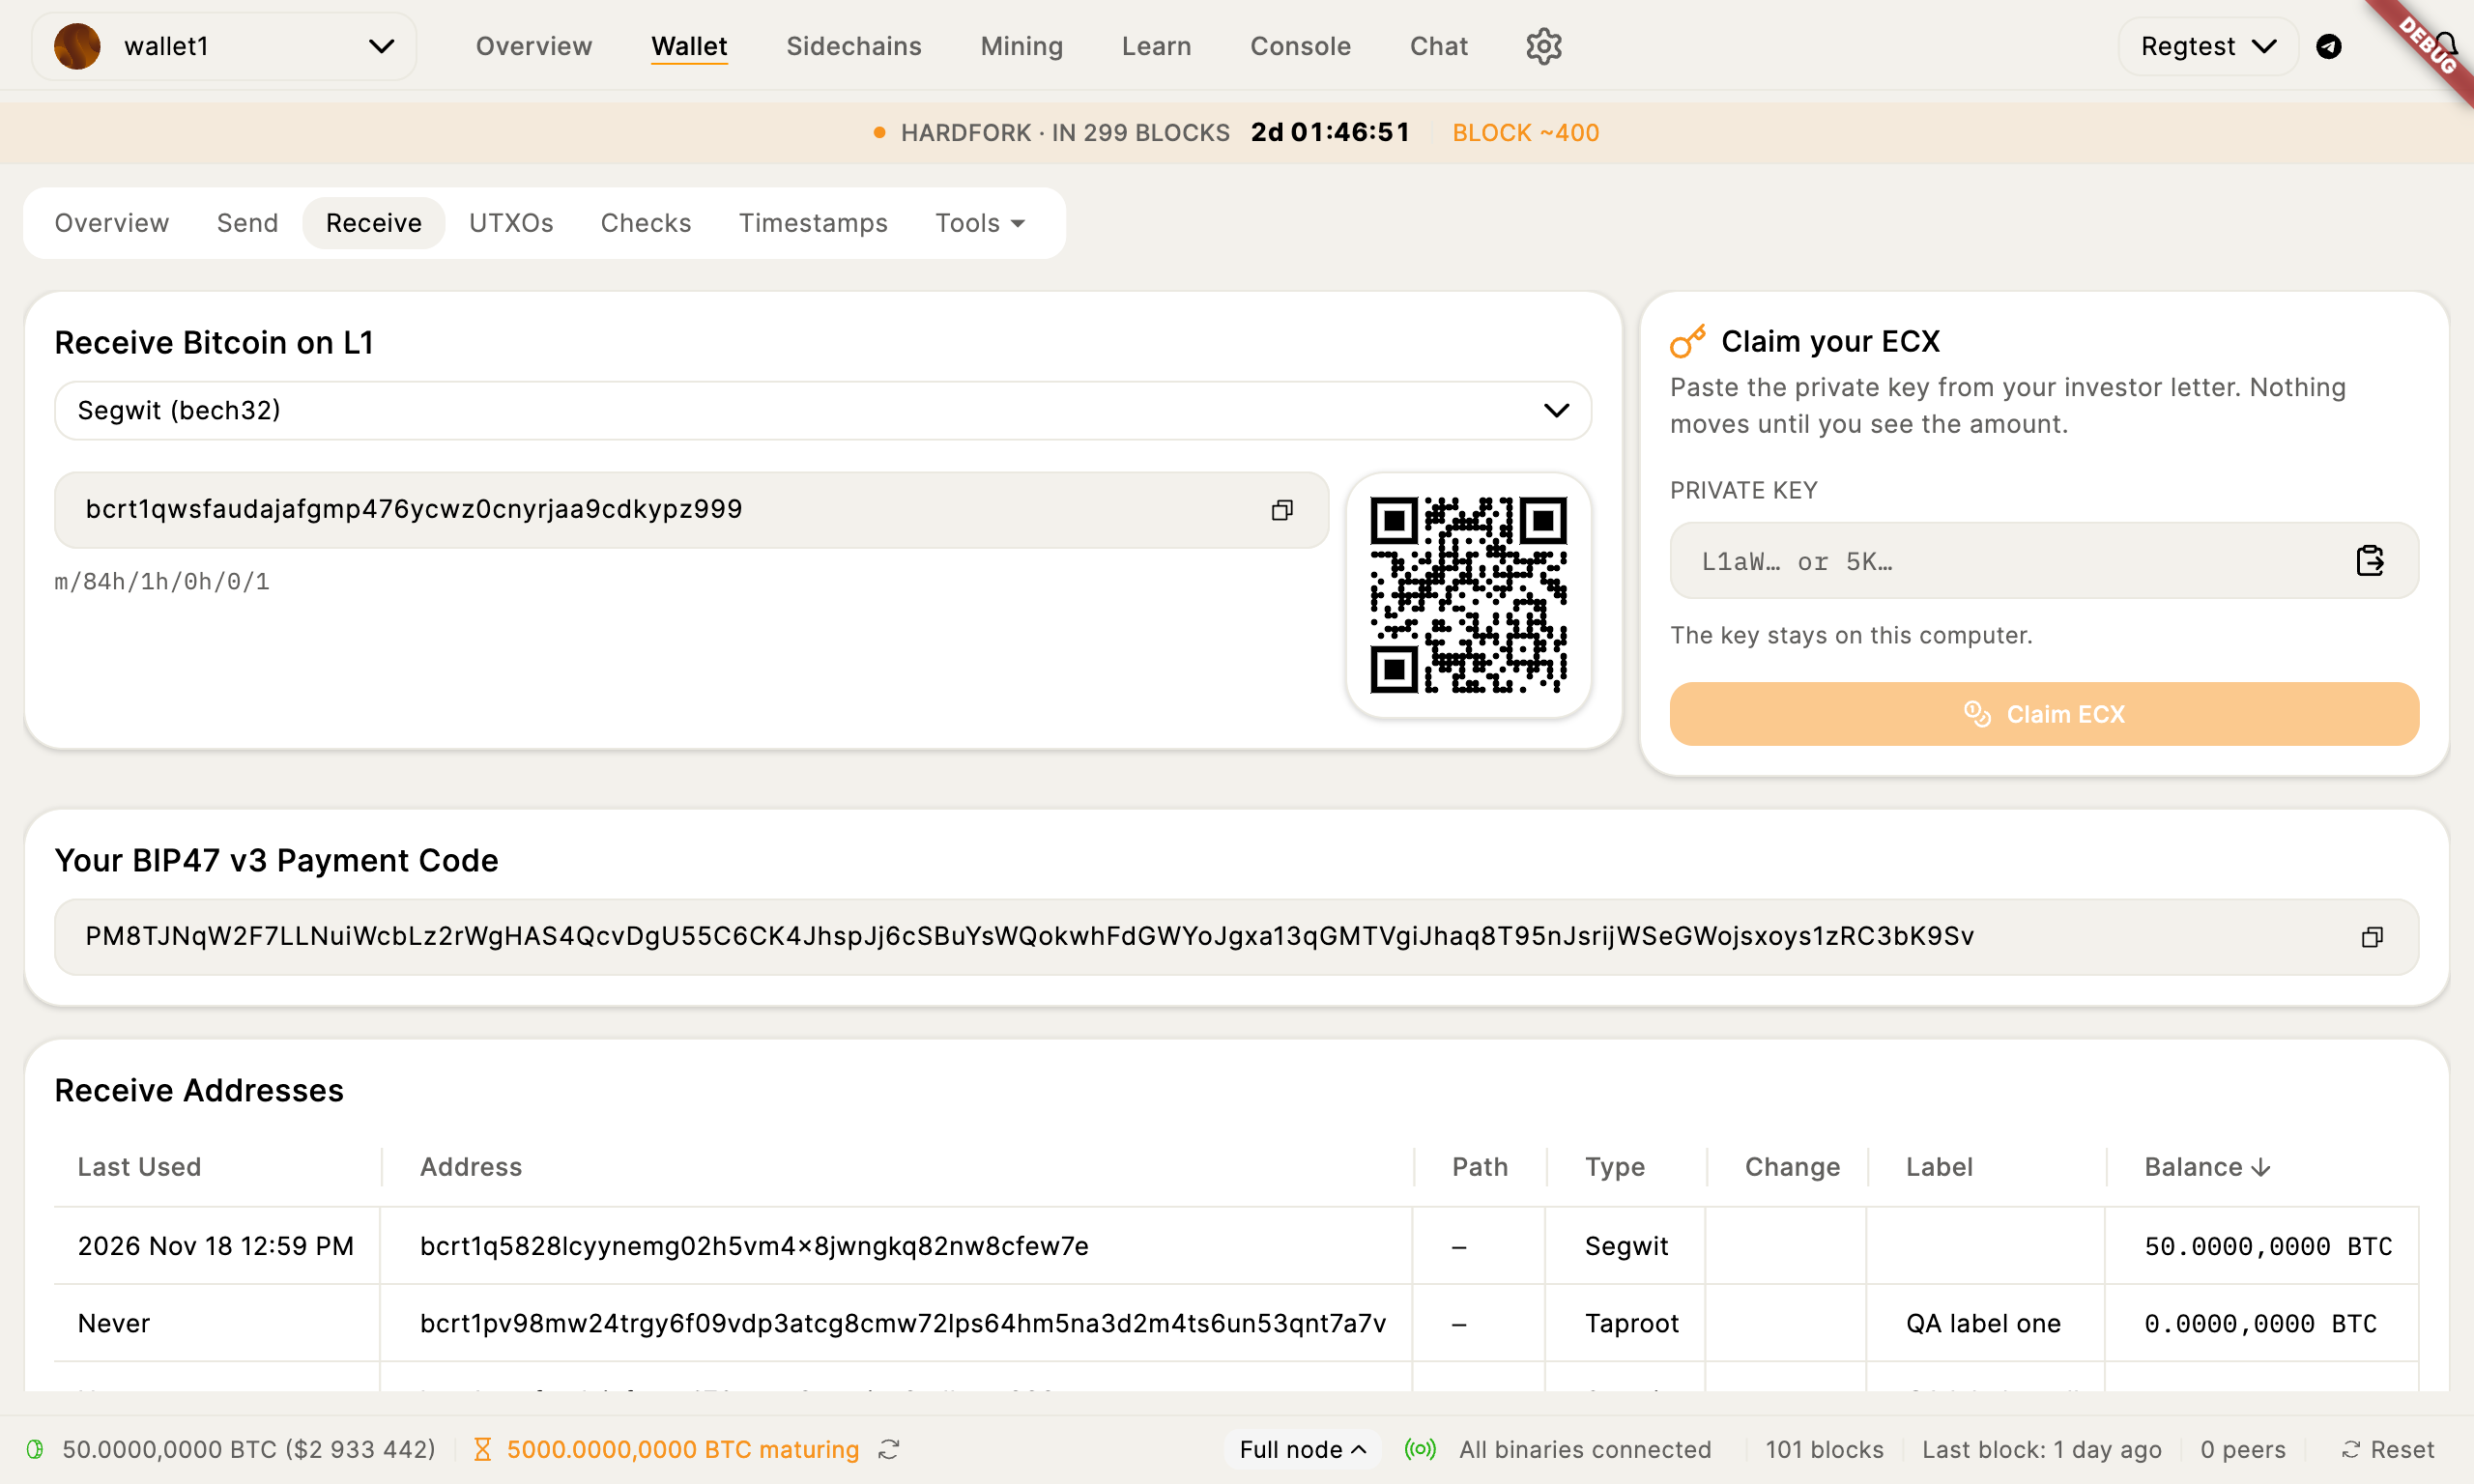 wallet1
Overview
Wallet
Sidechains
Mining
Learn
Console
Chat
Regtest
DEBUG
HARDFORK · IN 299 BLOCKS 2d 01:46:51 BLOCK ~400
Overview
Send
Receive
UTXOs
Checks
Timestamps
Tools
Receive Bitcoin on L1
Segwit (bech32)
bcrt1qwsfaudajafgmp476ycwz0cnyrjaa9cdkypz999
m/84h/1h/0h/0/1
Claim your ECX
Paste the private key from your investor letter. Nothing
moves until you see the amount.
PRIVATE KEY
L1aW… or 5K…
The key stays on this computer.
Claim ECX
Your BIP47 v3 Payment Code
PM8TJNqW2F7LLNuiWcbLz2rWgHAS4QcvDgU55C6CK4JhspJj6cSBuYsWQokwhFdGWYoJgxa13qGMTVgiJhaq8T95nJsrijWSeGWojsxoys1zRC3bK9Sv
Receive Addresses
Last Used Address Path Type Change Label Balance
2026 Nov 18 12:59 PM bcrt1q5828lcyynemg02h5vm4×8jwngkq82nw8cfew7e – Segwit 50.0000,0000 BTC
Never bcrt1pv98mw24trgy6f09vdp3atcg8cmw72lps64hm5na3d2m4ts6un53qnt7a7v – Taproot QA label one 0.0000,0000 BTC
50.0000,0000 BTC ($2 933 442)
5000.0000,0000 BTC maturing
Full node
All binaries connected
101 blocks
Last block: 1 day ago
0 peers
Reset